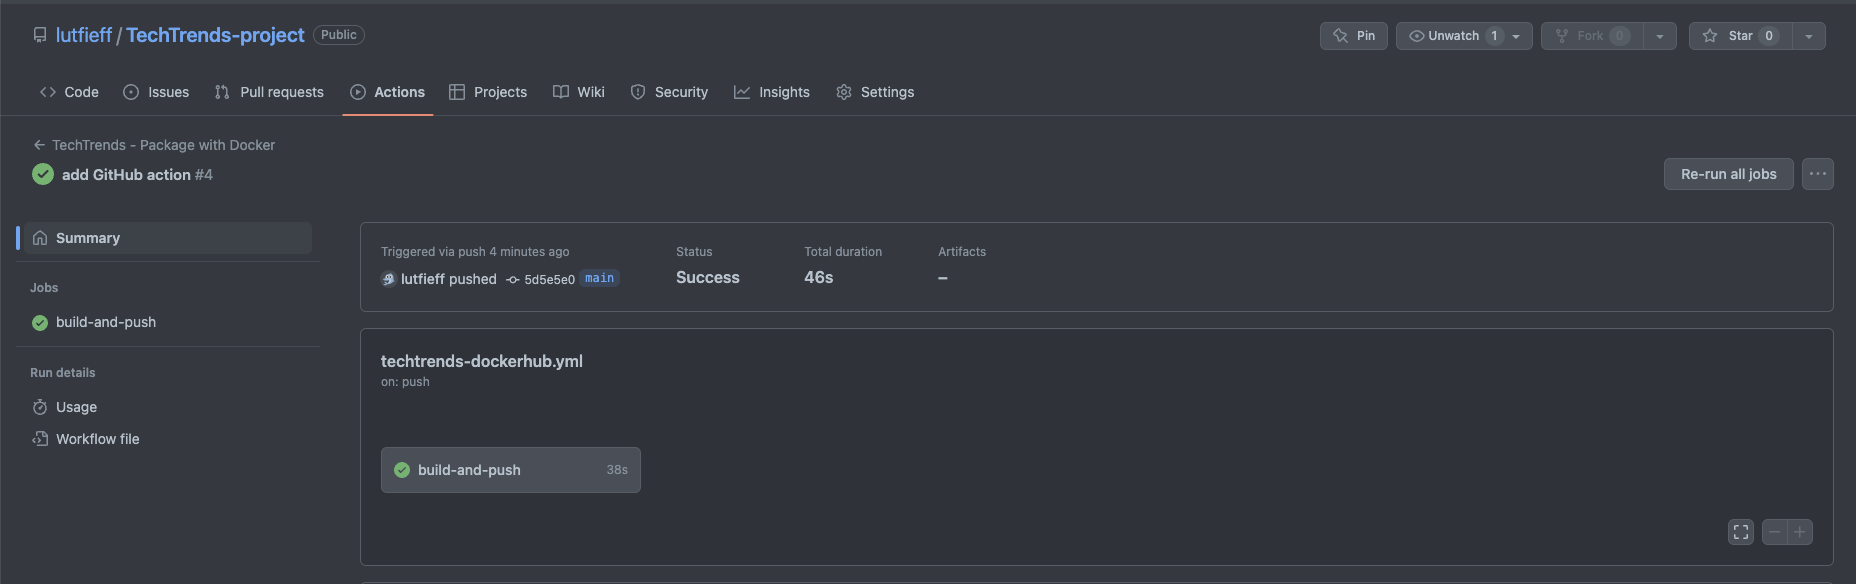 lutfieff / TechTrends-project Public
Pin Unwatch 1 Fork 0 Star 0
Code Issues Pull requests Actions Projects Wiki Security Insights Settings
← TechTrends - Package with Docker
add GitHub action #4
Re-run all jobs ···
Summary
Jobs
build-and-push
Run details
Usage
Workflow file
Triggered via push 4 minutes ago
lutfieff pushed 5d5e5e0 main
Status
Success
Total duration
46s
Artifacts
–
techtrends-dockerhub.yml
on: push
build-and-push 38s